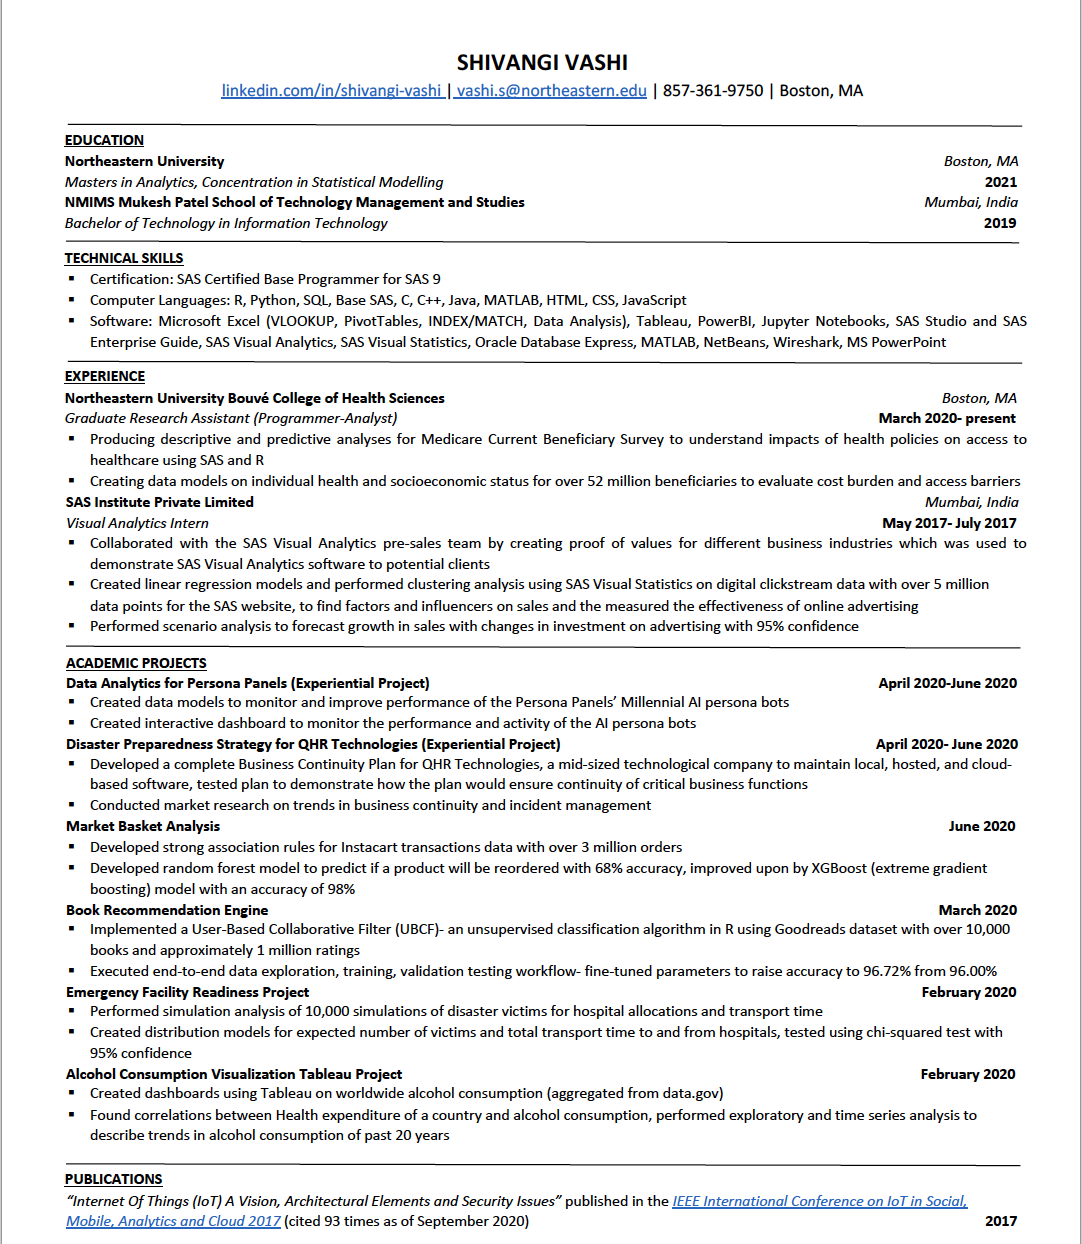 SHIVANGI VASHI
linkedin.com/in/shivangi-vashi | vashi.s@northeastern.edu | 857-361-9750 | Boston, MA
EDUCATION
Northeastern University Boston, MA
Masters in Analytics, Concentration in Statistical Modelling 2021
NMIMS Mukesh Patel School of Technology Management and Studies Mumbai, India
Bachelor of Technology in Information Technology 2019
TECHNICAL SKILLS
▪ Certification: SAS Certified Base Programmer for SAS 9
▪ Computer Languages: R, Python, SQL, Base SAS, C, C++, Java, MATLAB, HTML, CSS, JavaScript
▪ Software: Microsoft Excel (VLOOKUP, PivotTables, INDEX/MATCH, Data Analysis), Tableau, PowerBI, Jupyter Notebooks, SAS Studio and SAS
Enterprise Guide, SAS Visual Analytics, SAS Visual Statistics, Oracle Database Express, MATLAB, NetBeans, Wireshark, MS PowerPoint
EXPERIENCE
Northeastern University Bouvé College of Health Sciences Boston, MA
Graduate Research Assistant (Programmer-Analyst) March 2020- present
▪ Producing descriptive and predictive analyses for Medicare Current Beneficiary Survey to understand impacts of health policies on access to
healthcare using SAS and R
▪ Creating data models on individual health and socioeconomic status for over 52 million beneficiaries to evaluate cost burden and access barriers
SAS Institute Private Limited Mumbai, India
Visual Analytics Intern May 2017- July 2017
▪ Collaborated with the SAS Visual Analytics pre-sales team by creating proof of values for different business industries which was used to
demonstrate SAS Visual Analytics software to potential clients
▪ Created linear regression models and performed clustering analysis using SAS Visual Statistics on digital clickstream data with over 5 million
data points for the SAS website, to find factors and influencers on sales and the measured the effectiveness of online advertising
▪ Performed scenario analysis to forecast growth in sales with changes in investment on advertising with 95% confidence
ACADEMIC PROJECTS
Data Analytics for Persona Panels (Experiential Project) April 2020-June 2020
▪ Created data models to monitor and improve performance of the Persona Panels’ Millennial AI persona bots
▪ Created interactive dashboard to monitor the performance and activity of the AI persona bots
Disaster Preparedness Strategy for QHR Technologies (Experiential Project) April 2020- June 2020
▪ Developed a complete Business Continuity Plan for QHR Technologies, a mid-sized technological company to maintain local, hosted, and cloud-
based software, tested plan to demonstrate how the plan would ensure continuity of critical business functions
▪ Conducted market research on trends in business continuity and incident management
Market Basket Analysis June 2020
▪ Developed strong association rules for Instacart transactions data with over 3 million orders
▪ Developed random forest model to predict if a product will be reordered with 68% accuracy, improved upon by XGBoost (extreme gradient
boosting) model with an accuracy of 98%
Book Recommendation Engine March 2020
▪ Implemented a User-Based Collaborative Filter (UBCF)- an unsupervised classification algorithm in R using Goodreads dataset with over 10,000
books and approximately 1 million ratings
▪ Executed end-to-end data exploration, training, validation testing workflow- fine-tuned parameters to raise accuracy to 96.72% from 96.00%
Emergency Facility Readiness Project February 2020
▪ Performed simulation analysis of 10,000 simulations of disaster victims for hospital allocations and transport time
▪ Created distribution models for expected number of victims and total transport time to and from hospitals, tested using chi-squared test with
95% confidence
Alcohol Consumption Visualization Tableau Project February 2020
▪ Created dashboards using Tableau on worldwide alcohol consumption (aggregated from data.gov)
▪ Found correlations between Health expenditure of a country and alcohol consumption, performed exploratory and time series analysis to
describe trends in alcohol consumption of past 20 years
PUBLICATIONS
“Internet Of Things (IoT) A Vision, Architectural Elements and Security Issues” published in the IEEE International Conference on IoT in Social,
Mobile, Analytics and Cloud 2017 (cited 93 times as of September 2020) 2017